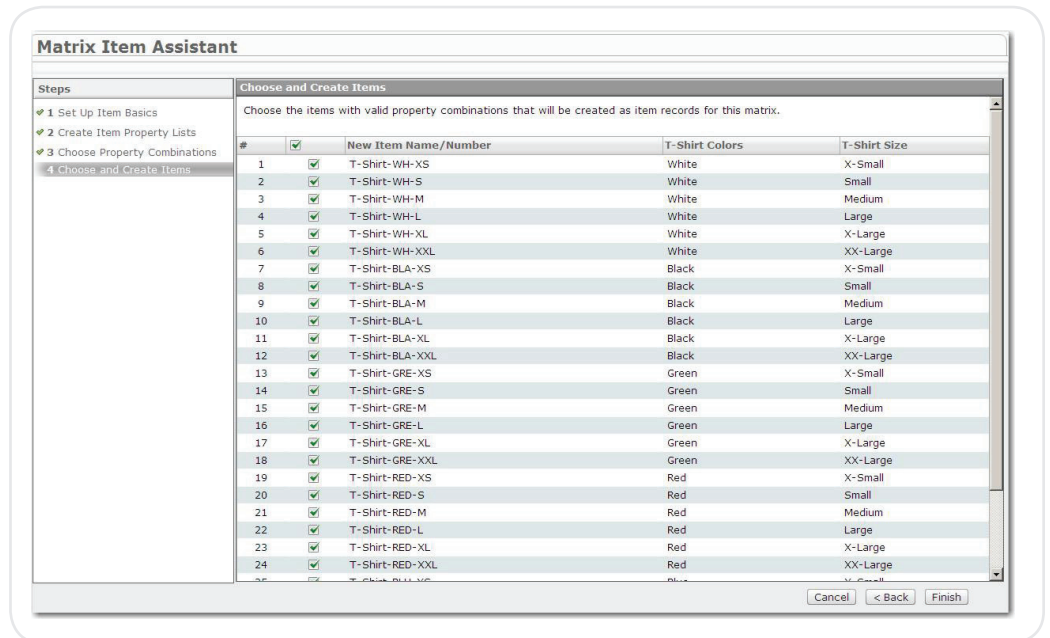 Matrix Item Assistant
Steps
1 Set Up Item Basics
2 Create Item Property Lists
3 Choose Property Combinations
4 Choose and Create Items
Choose and Create Items
Choose the items with valid property combinations that will be created as item records for this matrix.
# New Item Name/Number T-Shirt Colors T-Shirt Size
1 T-Shirt-WH-XS White X-Small
2 T-Shirt-WH-S White Small
3 T-Shirt-WH-M White Medium
4 T-Shirt-WH-L White Large
5 T-Shirt-WH-XL White X-Large
6 T-Shirt-WH-XXL White XX-Large
7 T-Shirt-BLA-XS Black X-Small
8 T-Shirt-BLA-S Black Small
9 T-Shirt-BLA-M Black Medium
10 T-Shirt-BLA-L Black Large
11 T-Shirt-BLA-XL Black X-Large
12 T-Shirt-BLA-XXL Black XX-Large
13 T-Shirt-GRE-XS Green X-Small
14 T-Shirt-GRE-S Green Small
15 T-Shirt-GRE-M Green Medium
16 T-Shirt-GRE-L Green Large
17 T-Shirt-GRE-XL Green X-Large
18 T-Shirt-GRE-XXL Green XX-Large
19 T-Shirt-RED-XS Red X-Small
20 T-Shirt-RED-S Red Small
21 T-Shirt-RED-M Red Medium
22 T-Shirt-RED-L Red Large
23 T-Shirt-RED-XL Red X-Large
24 T-Shirt-RED-XXL Red XX-Large
Cancel < Back Finish